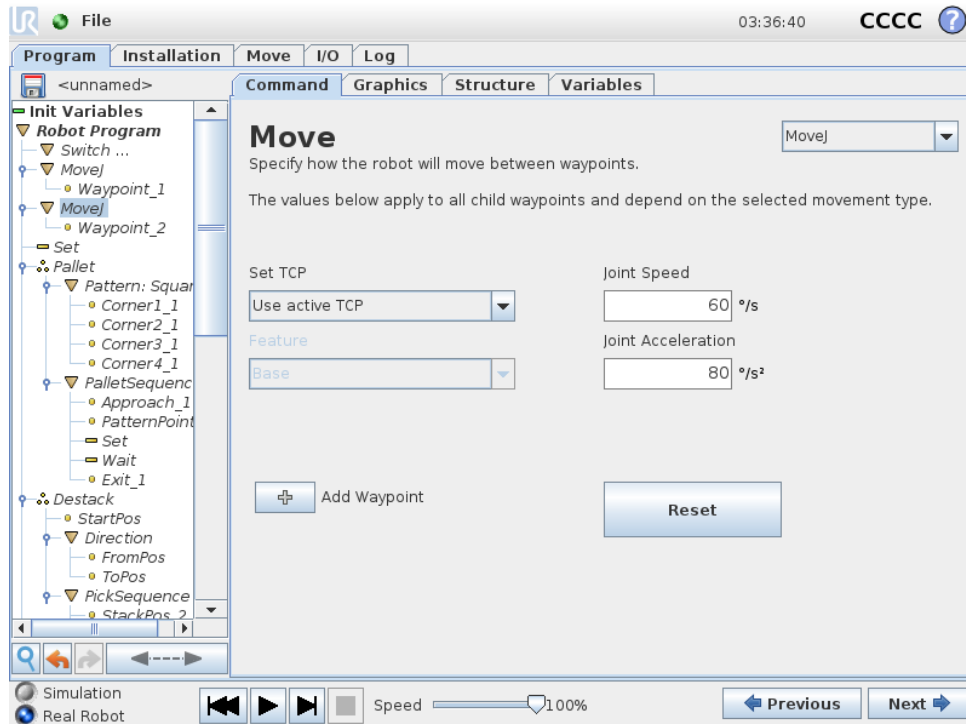 UR File 03:36:40 CCCC ?
Program Installation Move I/O Log
<unnamed>
Command Graphics Structure Variables
Init Variables
Robot Program
Switch ...
MoveJ
Waypoint_1
MoveJ
Waypoint_2
Set
Pallet
Pattern: Squar
Corner1_1
Corner2_1
Corner3_1
Corner4_1
PalletSequenc
Approach_1
PatternPoint
Set
Wait
Exit_1
Destack
StartPos
Direction
FromPos
ToPos
PickSequence
StackPos_2
Move
MoveJ
Specify how the robot will move between waypoints.
The values below apply to all child waypoints and depend on the selected movement type.
Set TCP
Use active TCP
Feature
Base
Joint Speed
60 °/s
Joint Acceleration
80 °/s²
Add Waypoint
Reset
Simulation
Real Robot
Speed 100%
Previous Next